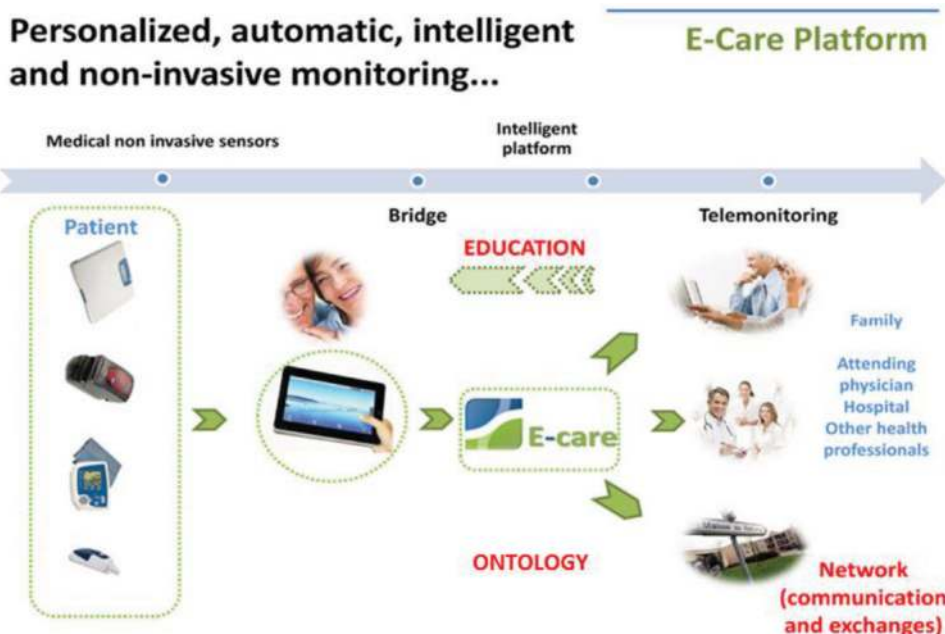 Personalized, automatic, intelligent
and non-invasive monitoring...
E-Care Platform
Medical non invasive sensors
Intelligent
platform
Bridge
Telemonitoring
Patient
EDUCATION
Family
Attending
physician
Hospital
Other health
professionals
E-care
ONTOLOGY
Network
(communication
and exchanges)